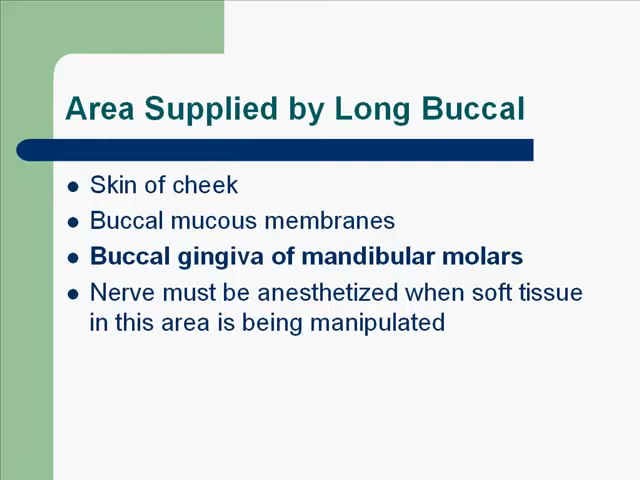 Area Supplied by Long Buccal
Skin of cheek
Buccal mucous membranes
Buccal gingiva of mandibular molars
Nerve must be anesthetized when soft tissue
in this area is being manipulated